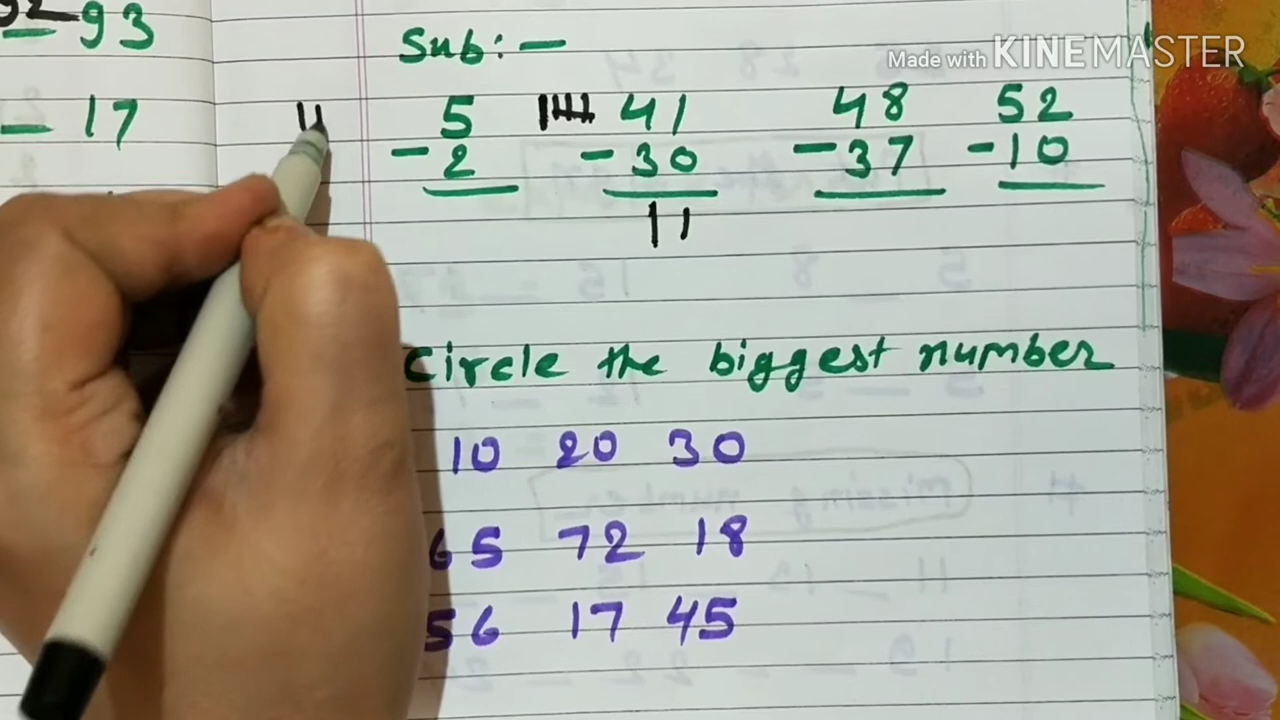 93
Sub:-
Made with KINEMASTER
- 17
5 41 48 52
- 2 - 30 - 37 - 10
11
Circle the biggest number
10 20 30
65 72 18
56 17 45